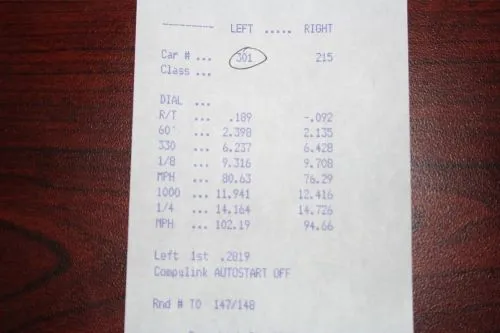 --------- LEFT ..... RIGHT
Car # ... 301 215
Class ...
DIAL ...
R/T ... .189 -.092
60' ... 2.398 2.135
330 ... 6.237 6.428
1/8 ... 9.316 9.708
MPH ... 80.63 76.29
1000 ... 11.941 12.416
1/4 ... 14.164 14.726
MPH ... 102.19 94.66
Left 1st .2819
Compulink AUTOSTART OFF
Rnd # TO 147/148